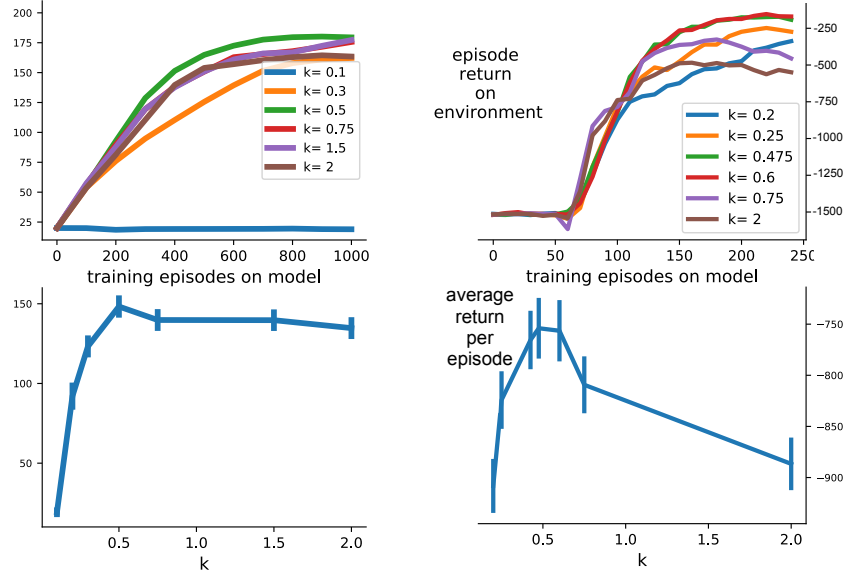 175
150
125
100
75
50
25
k= 0.1
k= 0.3
k= 0.5
k= 0.75
k= 1.5
k= 2
0 200 400 600 800 1000
training episodes on model
episode
return
on
environment
-250
-500
-750
-1000
-1250
-1500
k= 0.2
k= 0.25
k= 0.475
k= 0.6
k= 0.75
k= 2
0 50 100 150 200 250
training episodes on model
150
100
50
0.5 1.0 1.5 2.0
k
average
return
per
episode
−750
−800
−850
−900
0.5 1.0 1.5 2.0
k